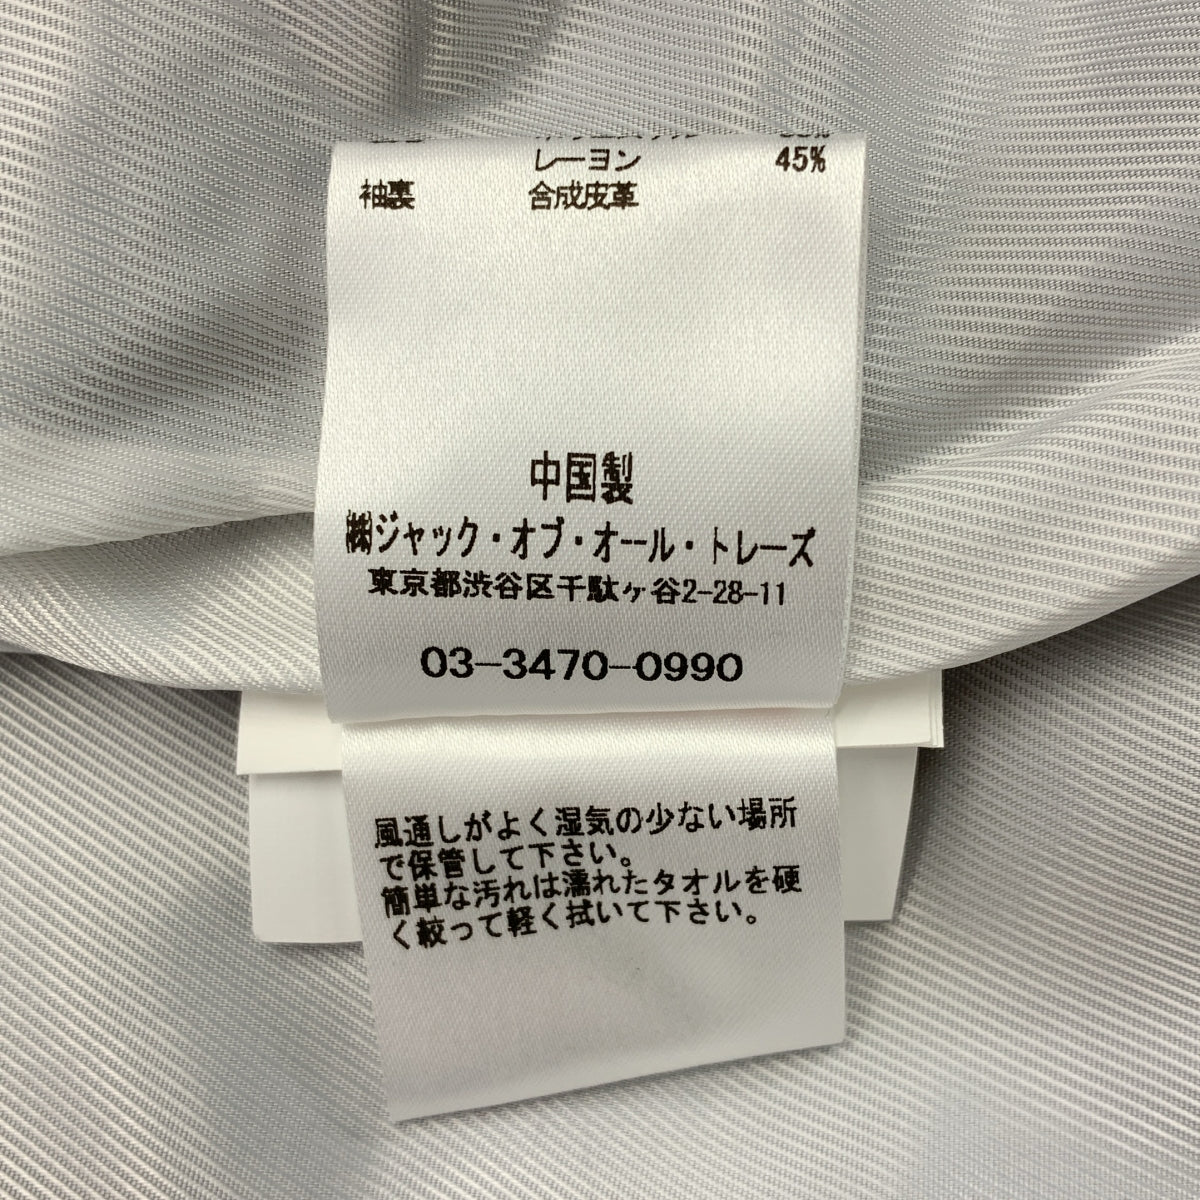 レーヨン 45%
袖裏 合成皮革
中国製
㈱ジャック・オブ・オール・トレーズ
東京都渋谷区千駄ヶ谷2-28-11
03-3470-0990
風通しがよく湿気の少ない場所
で保管して下さい。
簡単な汚れは濡れたタオルを硬
く絞って軽く拭いて下さい。